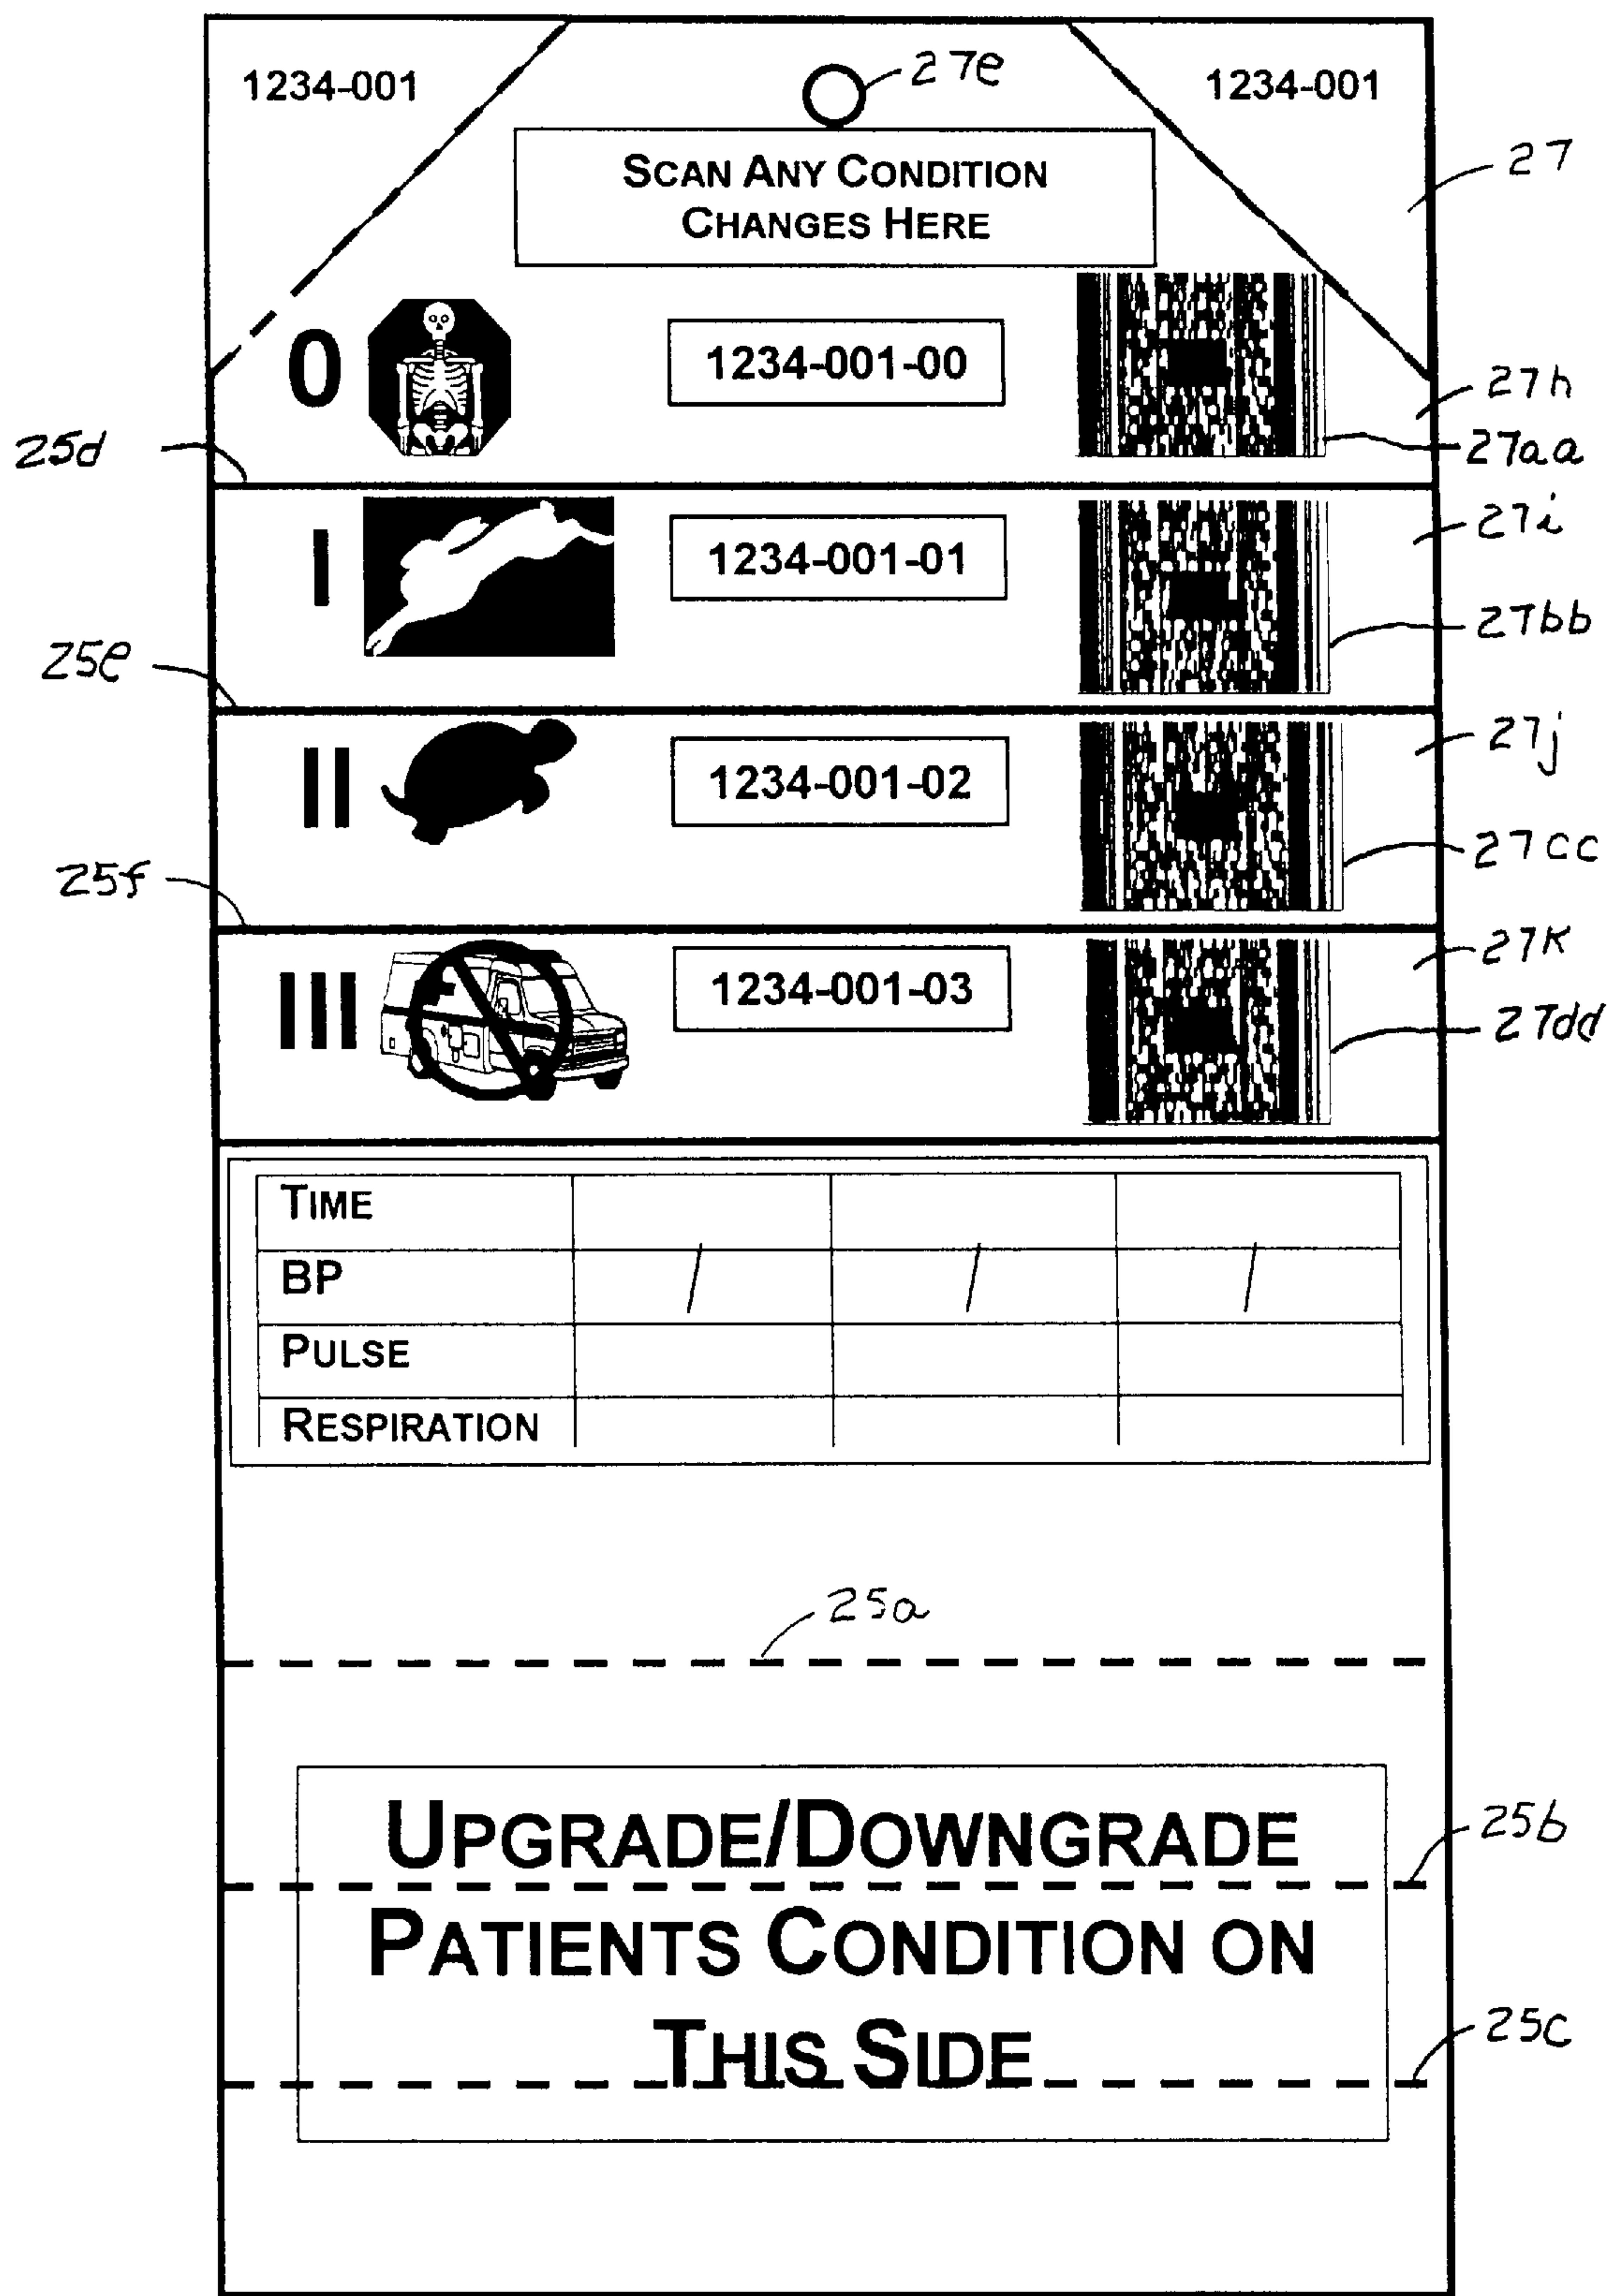 1234-001
27e
1234-001
SCAN ANY CONDITION
CHANGES HERE
27
0
1234-001-00
27h
27aa
25d
I
1234-001-01
27i
27bb
25e
II
1234-001-02
27j
27cc
25f
III
1234-001-03
27k
27dd
TIME
BP / / /
PULSE
RESPIRATION
25a
UPGRADE/DOWNGRADE
25b
PATIENTS CONDITION ON
THIS SIDE
25c